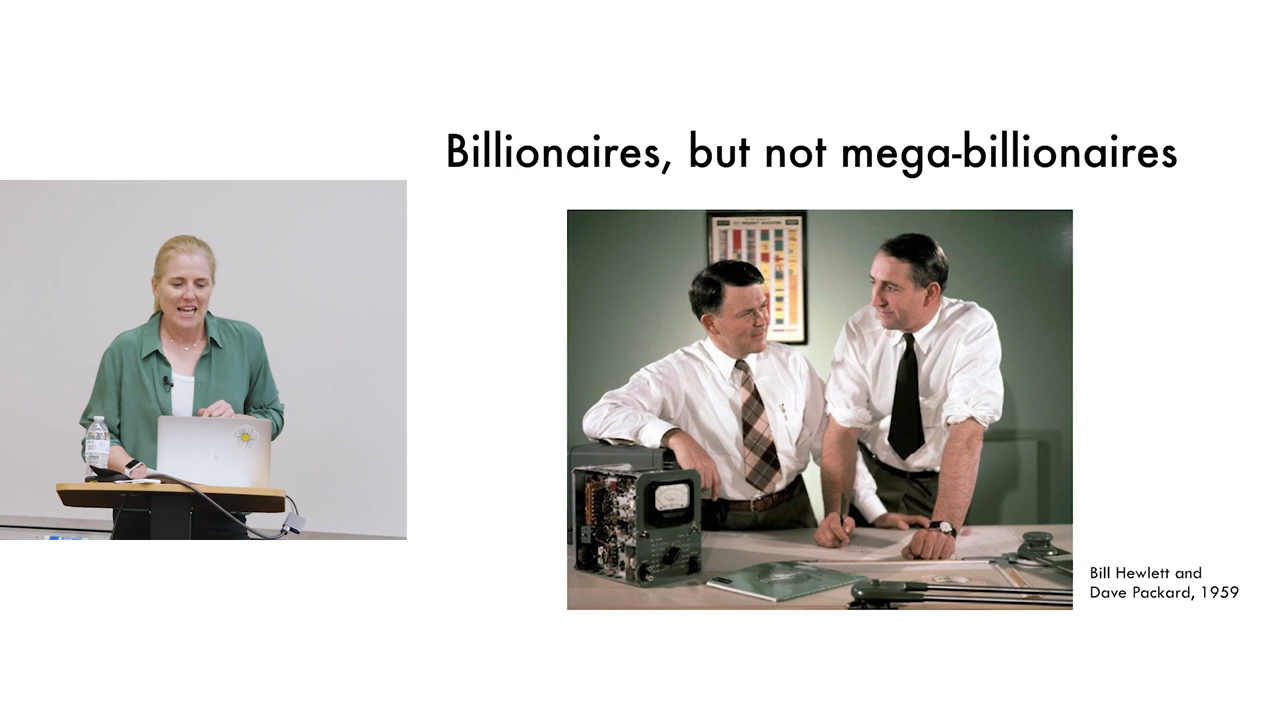 Billionaires, but not mega-billionaires
Bill Hewlett and
Dave Packard, 1959